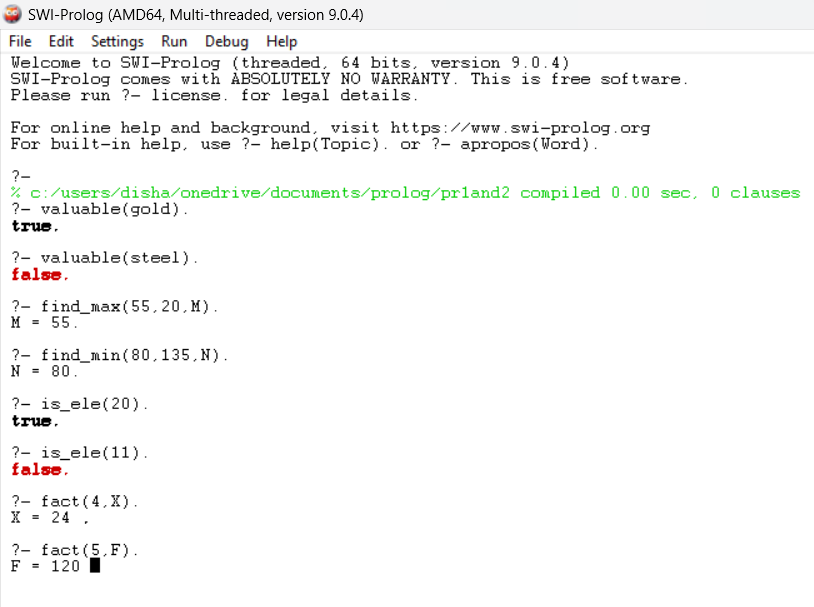 SWI-Prolog (AMD64, Multi-threaded, version 9.0.4)
File Edit Settings Run Debug Help
Welcome to SWI-Prolog (threaded, 64 bits, version 9.0.4)
SWI-Prolog comes with ABSOLUTELY NO WARRANTY. This is free software.
Please run ?- license. for legal details.
For online help and background, visit https://www.swi-prolog.org
For built-in help, use ?- help(Topic). or ?- apropos(Word).
?-
% c:/users/disha/onedrive/documents/prolog/pr1and2 compiled 0.00 sec, 0 clauses
?- valuable(gold).
true.
?- valuable(steel).
false.
?- find_max(55,20,M).
M = 55.
?- find_min(80,135,N).
N = 80.
?- is_ele(20).
true.
?- is_ele(11).
false.
?- fact(4,X).
X = 24 .
?- fact(5,F).
F = 120